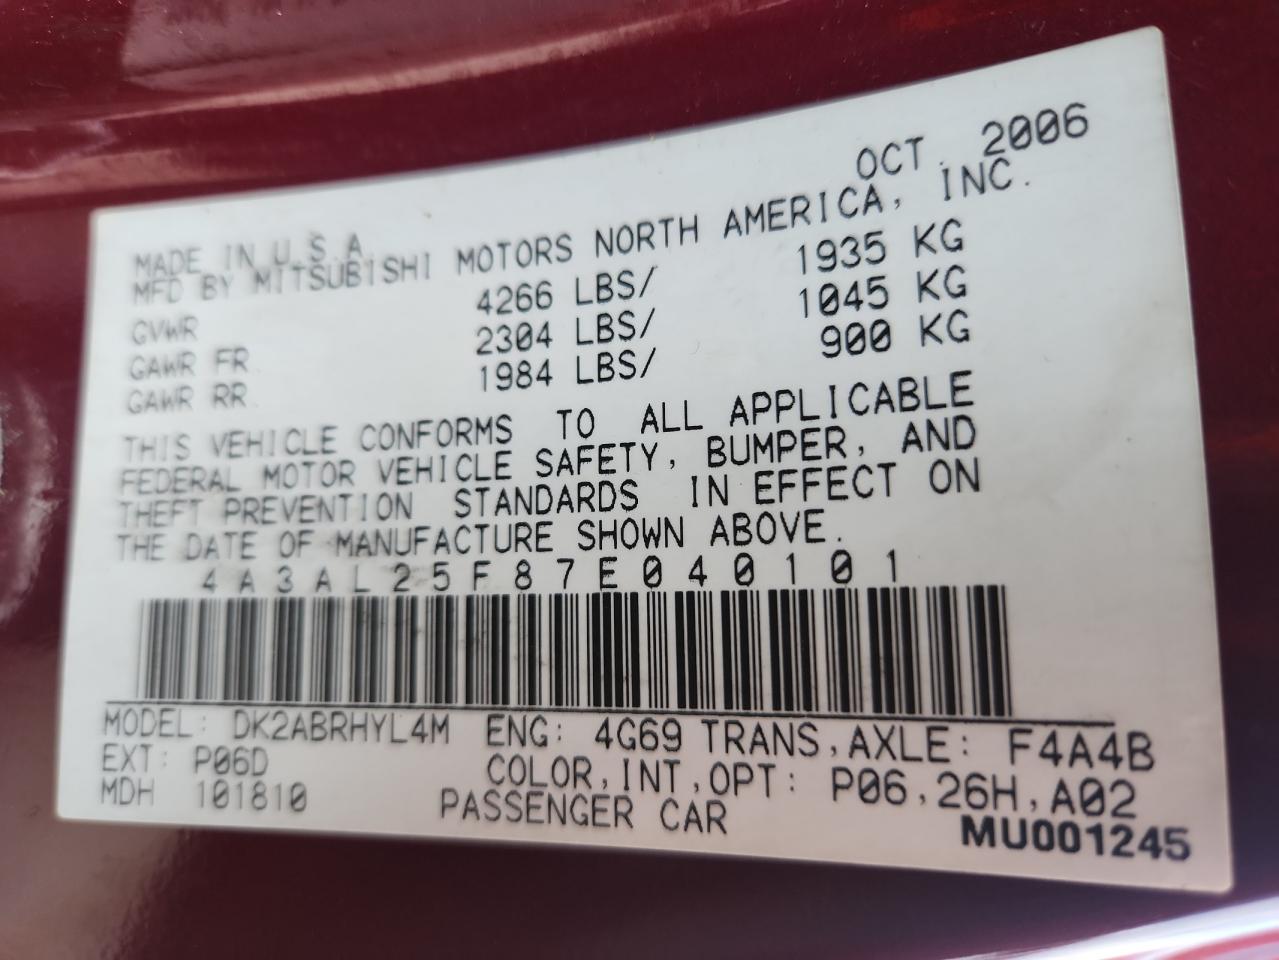 OCT. 2006
MADE IN U.S.A.
MFD BY MITSUBISHI MOTORS NORTH AMERICA, INC.
GVWR 4266 LBS/ 1935 KG
GAWR FR 2304 LBS/ 1045 KG
GAWR RR 1984 LBS/ 900 KG
THIS VEHICLE CONFORMS TO ALL APPLICABLE
FEDERAL MOTOR VEHICLE SAFETY, BUMPER, AND
THEFT PREVENTION STANDARDS IN EFFECT ON
THE DATE OF MANUFACTURE SHOWN ABOVE.
4A3AL25F87E040101
MODEL: DK2ABRHYL4M ENG: 4G69 TRANS,AXLE: F4A4B
EXT: P06D COLOR,INT,OPT: P06,26H,A02
MDH 101810 PASSENGER CAR
MU001245